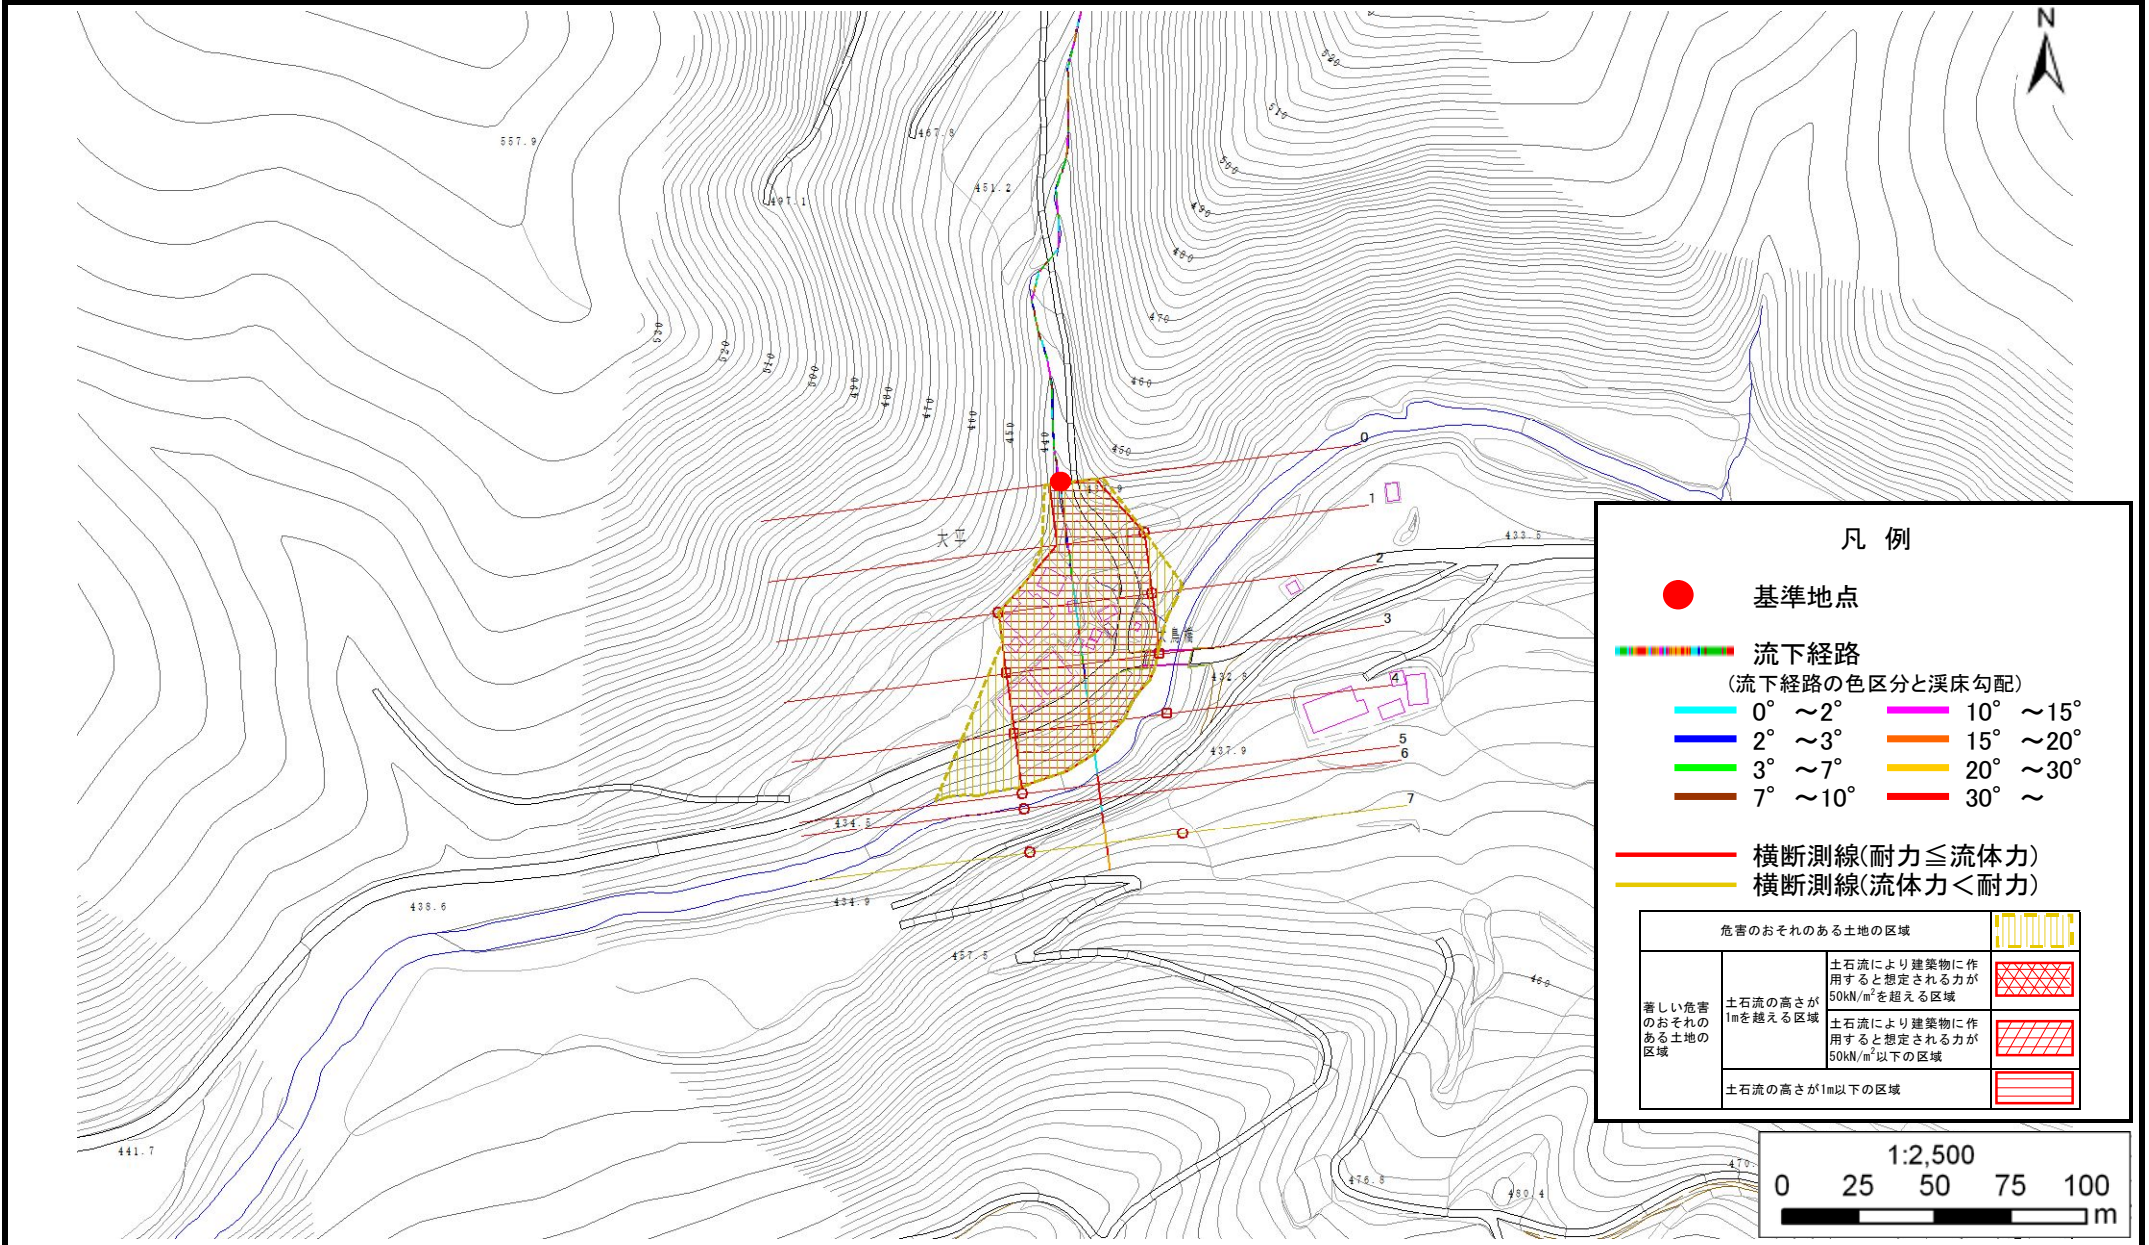 N
520
510
557.9
467.8
500
451.2
497.1
490
480
470
530
520
510
500
490
480
470
460
450
440
460
450
0
1
大平
433.5
2
3
鳥橋
432.8
4
437.9
5
6
7
434.5
434.9
438.6
457.5
460
441.7
476.8
480.4
470.
凡 例
基準地点
流下経路
(流下経路の色区分と渓床勾配)
0° ~2° 10° ~15°
2° ~3° 15° ~20°
3° ~7° 20° ~30°
7° ~10° 30° ~
横断測線(耐力≦流体力)
横断測線(流体力<耐力)
危害のおそれのある土地の区域
著しい危害
のおそれの
ある土地の
区域
土石流の高さが
1mを越える区域
土石流により建築物に作
用すると想定される力が
50kN/m²を超える区域
土石流により建築物に作
用すると想定される力が
50kN/m²以下の区域
土石流の高さが1m以下の区域
1:2,500
0 25 50 75 100
m